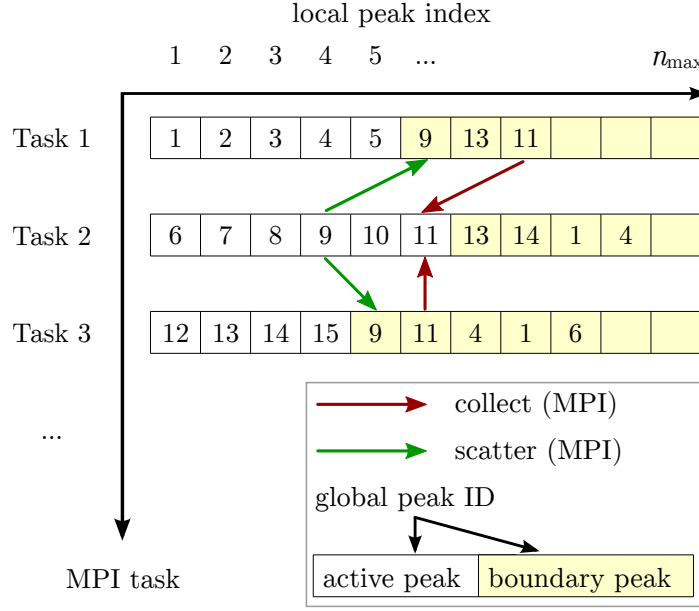 local peak index
1 2 3 4 5 ... n_max
Task 1 1 2 3 4 5 9 13 11
Task 2 6 7 8 9 10 11 13 14 1 4
Task 3 12 13 14 15 9 11 4 1 6
...
collect (MPI)
scatter (MPI)
global peak ID
active peak boundary peak
MPI task